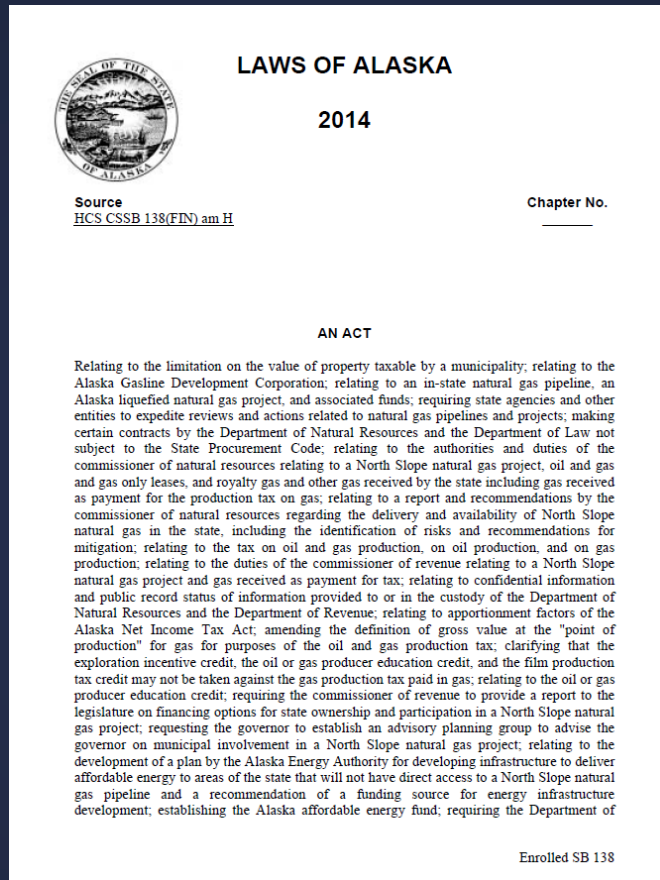 THE SEAL OF THE STATE
OF ALASKA
LAWS OF ALASKA
2014
Source
HCS CSSB 138(FIN) am H
Chapter No.
AN ACT
Relating to the limitation on the value of property taxable by a municipality; relating to the
Alaska Gasline Development Corporation; relating to an in-state natural gas pipeline, an
Alaska liquefied natural gas project, and associated funds; requiring state agencies and other
entities to expedite reviews and actions related to natural gas pipelines and projects; making
certain contracts by the Department of Natural Resources and the Department of Law not
subject to the State Procurement Code; relating to the authorities and duties of the
commissioner of natural resources relating to a North Slope natural gas project, oil and gas
and gas only leases, and royalty gas and other gas received by the state including gas received
as payment for the production tax on gas; relating to a report and recommendations by the
commissioner of natural resources regarding the delivery and availability of North Slope
natural gas in the state, including the identification of risks and recommendations for
mitigation; relating to the tax on oil and gas production, on oil production, and on gas
production; relating to the duties of the commissioner of revenue relating to a North Slope
natural gas project and gas received as payment for tax; relating to confidential information
and public record status of information provided to or in the custody of the Department of
Natural Resources and the Department of Revenue; relating to apportionment factors of the
Alaska Net Income Tax Act; amending the definition of gross value at the "point of
production" for gas for purposes of the oil and gas production tax; clarifying that the
exploration incentive credit, the oil or gas producer education credit, and the film production
tax credit may not be taken against the gas production tax paid in gas; relating to the oil or gas
producer education credit; requiring the commissioner of revenue to provide a report to the
legislature on financing options for state ownership and participation in a North Slope natural
gas project; requesting the governor to establish an advisory planning group to advise the
governor on municipal involvement in a North Slope natural gas project; relating to the
development of a plan by the Alaska Energy Authority for developing infrastructure to deliver
affordable energy to areas of the state that will not have direct access to a North Slope natural
gas pipeline and a recommendation of a funding source for energy infrastructure
development; establishing the Alaska affordable energy fund; requiring the Department of
Enrolled SB 138